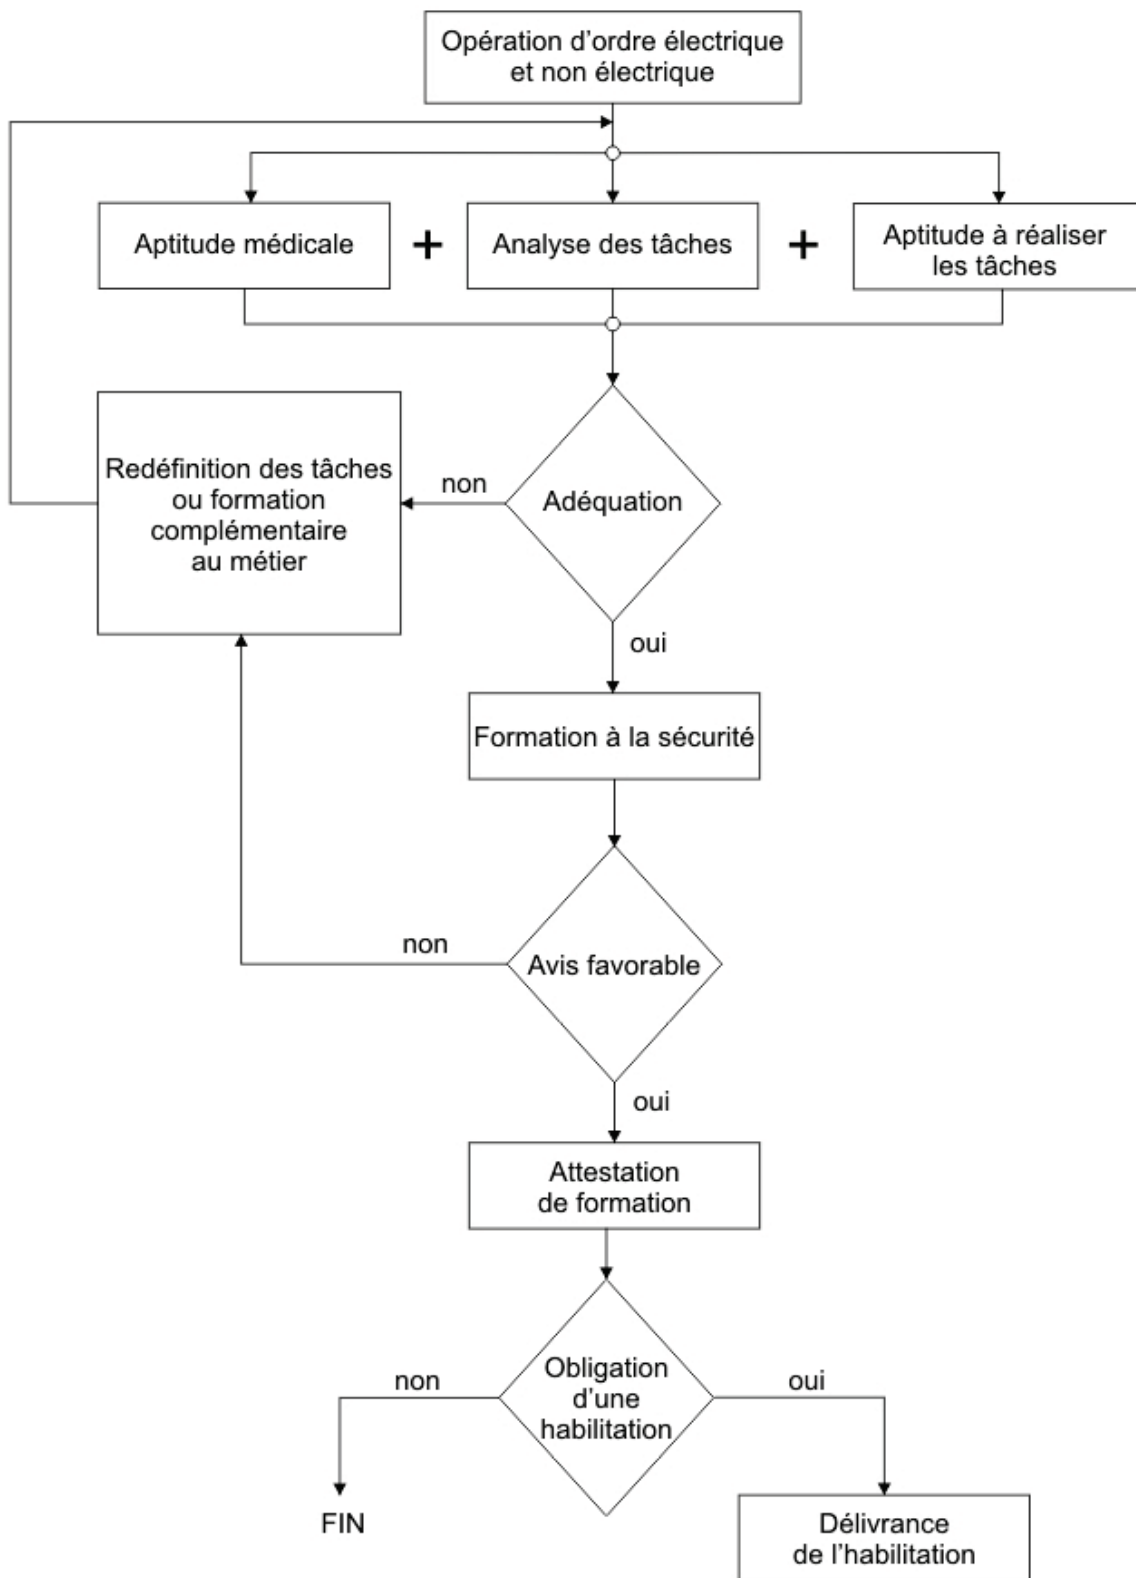 Opération d'ordre électrique
et non électrique
Aptitude médicale
+
Analyse des tâches
+
Aptitude à réaliser
les tâches
Redéfinition des tâches
ou formation
complémentaire
au métier
non
Adéquation
oui
Formation à la sécurité
non
Avis favorable
oui
Attestation
de formation
non
Obligation
d'une
habilitation
oui
FIN
Délivrance
de l'habilitation